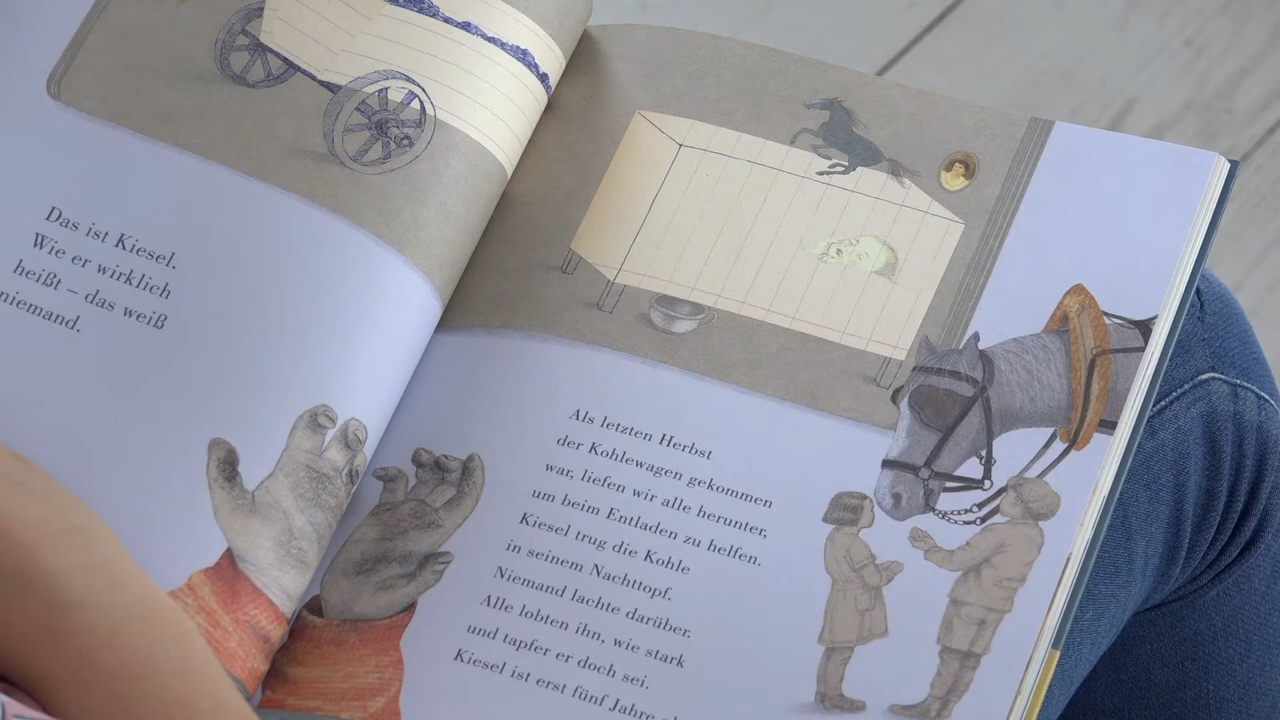 Das ist Kiesel.
Wie er wirklich
heißt – das weiß
niemand.
Als letzten Herbst
der Kohlewagen gekommen
war, liefen wir alle herunter,
um beim Entladen zu helfen.
Kiesel trug die Kohle
in seinem Nachttopf.
Niemand lachte darüber.
Alle lobten ihn, wie stark
und tapfer er doch sei.
Kiesel ist erst fünf Jahre